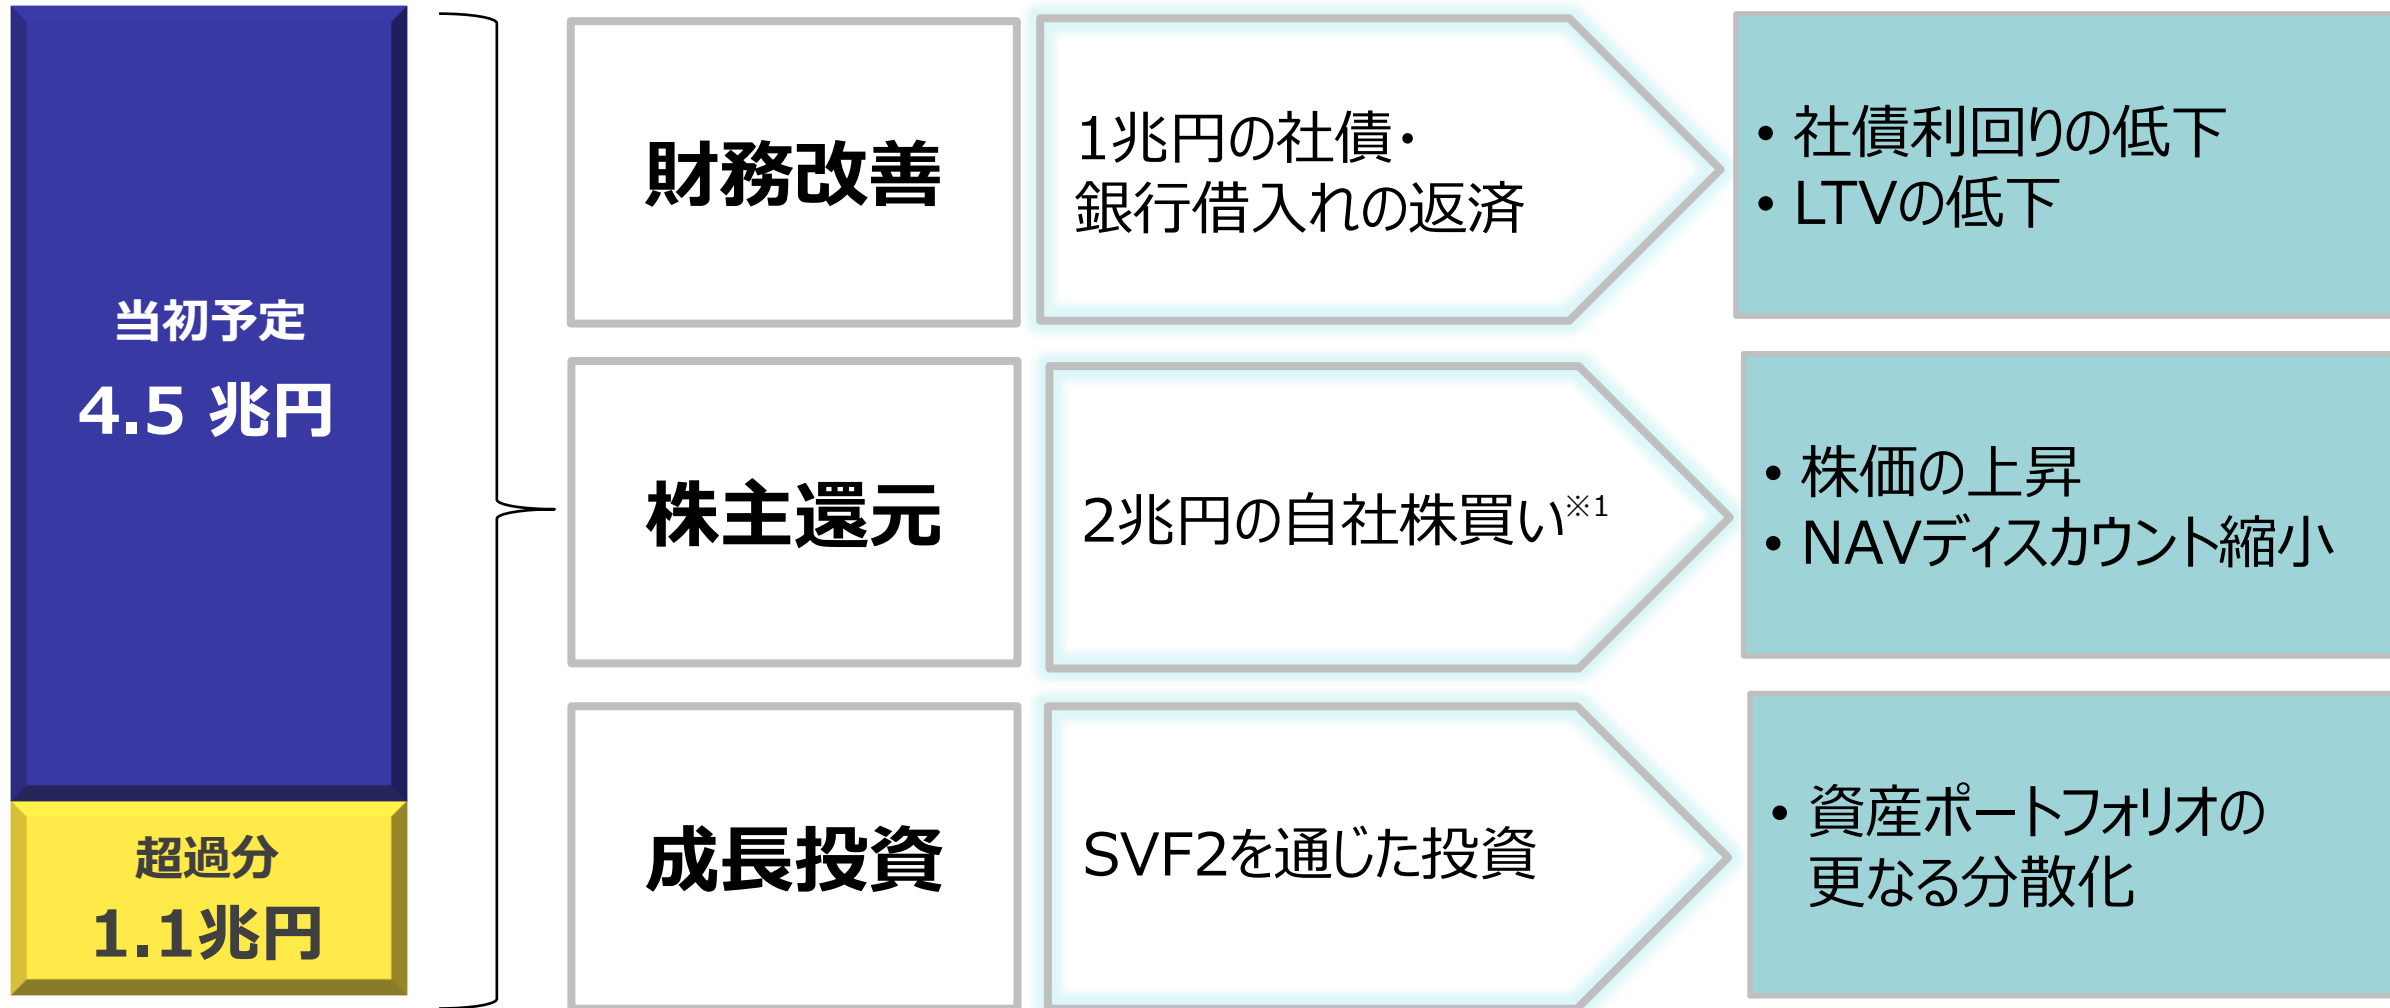 当初予定
4.5 兆円
超過分
1.1兆円
財務改善
1兆円の社債・
銀行借入れの返済
• 社債利回りの低下
• LTVの低下
株主還元
2兆円の自社株買い※1
• 株価の上昇
• NAVディスカウント縮小
成長投資
SVF2を通じた投資
• 資産ポートフォリオの
更なる分散化